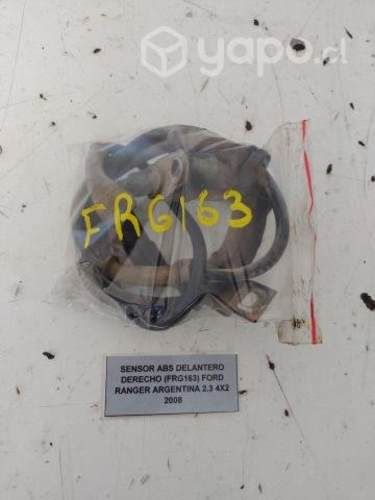 yapo.cl
FRG163
SENSOR ABS DELANTERO
DERECHO (FRG163) FORD
RANGER ARGENTINA 2.3 4X2
2008